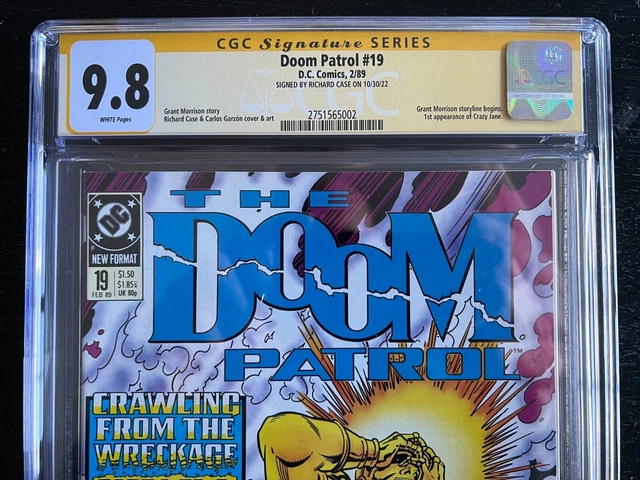 CGC Signature SERIES
9.8
WHITE Pages
Doom Patrol #19
D.C. Comics, 2/89
SIGNED BY RICHARD CASE ON 10/30/22
Grant Morrison story
Richard Case & Carlos Garzón cover & art
2751565002
Grant Morrison storyline begins.
1st appearance of Crazy Jane.
CGC
DC
NEW FORMAT
19
FEB 89
$1.50
$1.85
UK 80p
THE
DOOM
PATROL
TM
CRAWLING
FROM THE
WRECKAGE